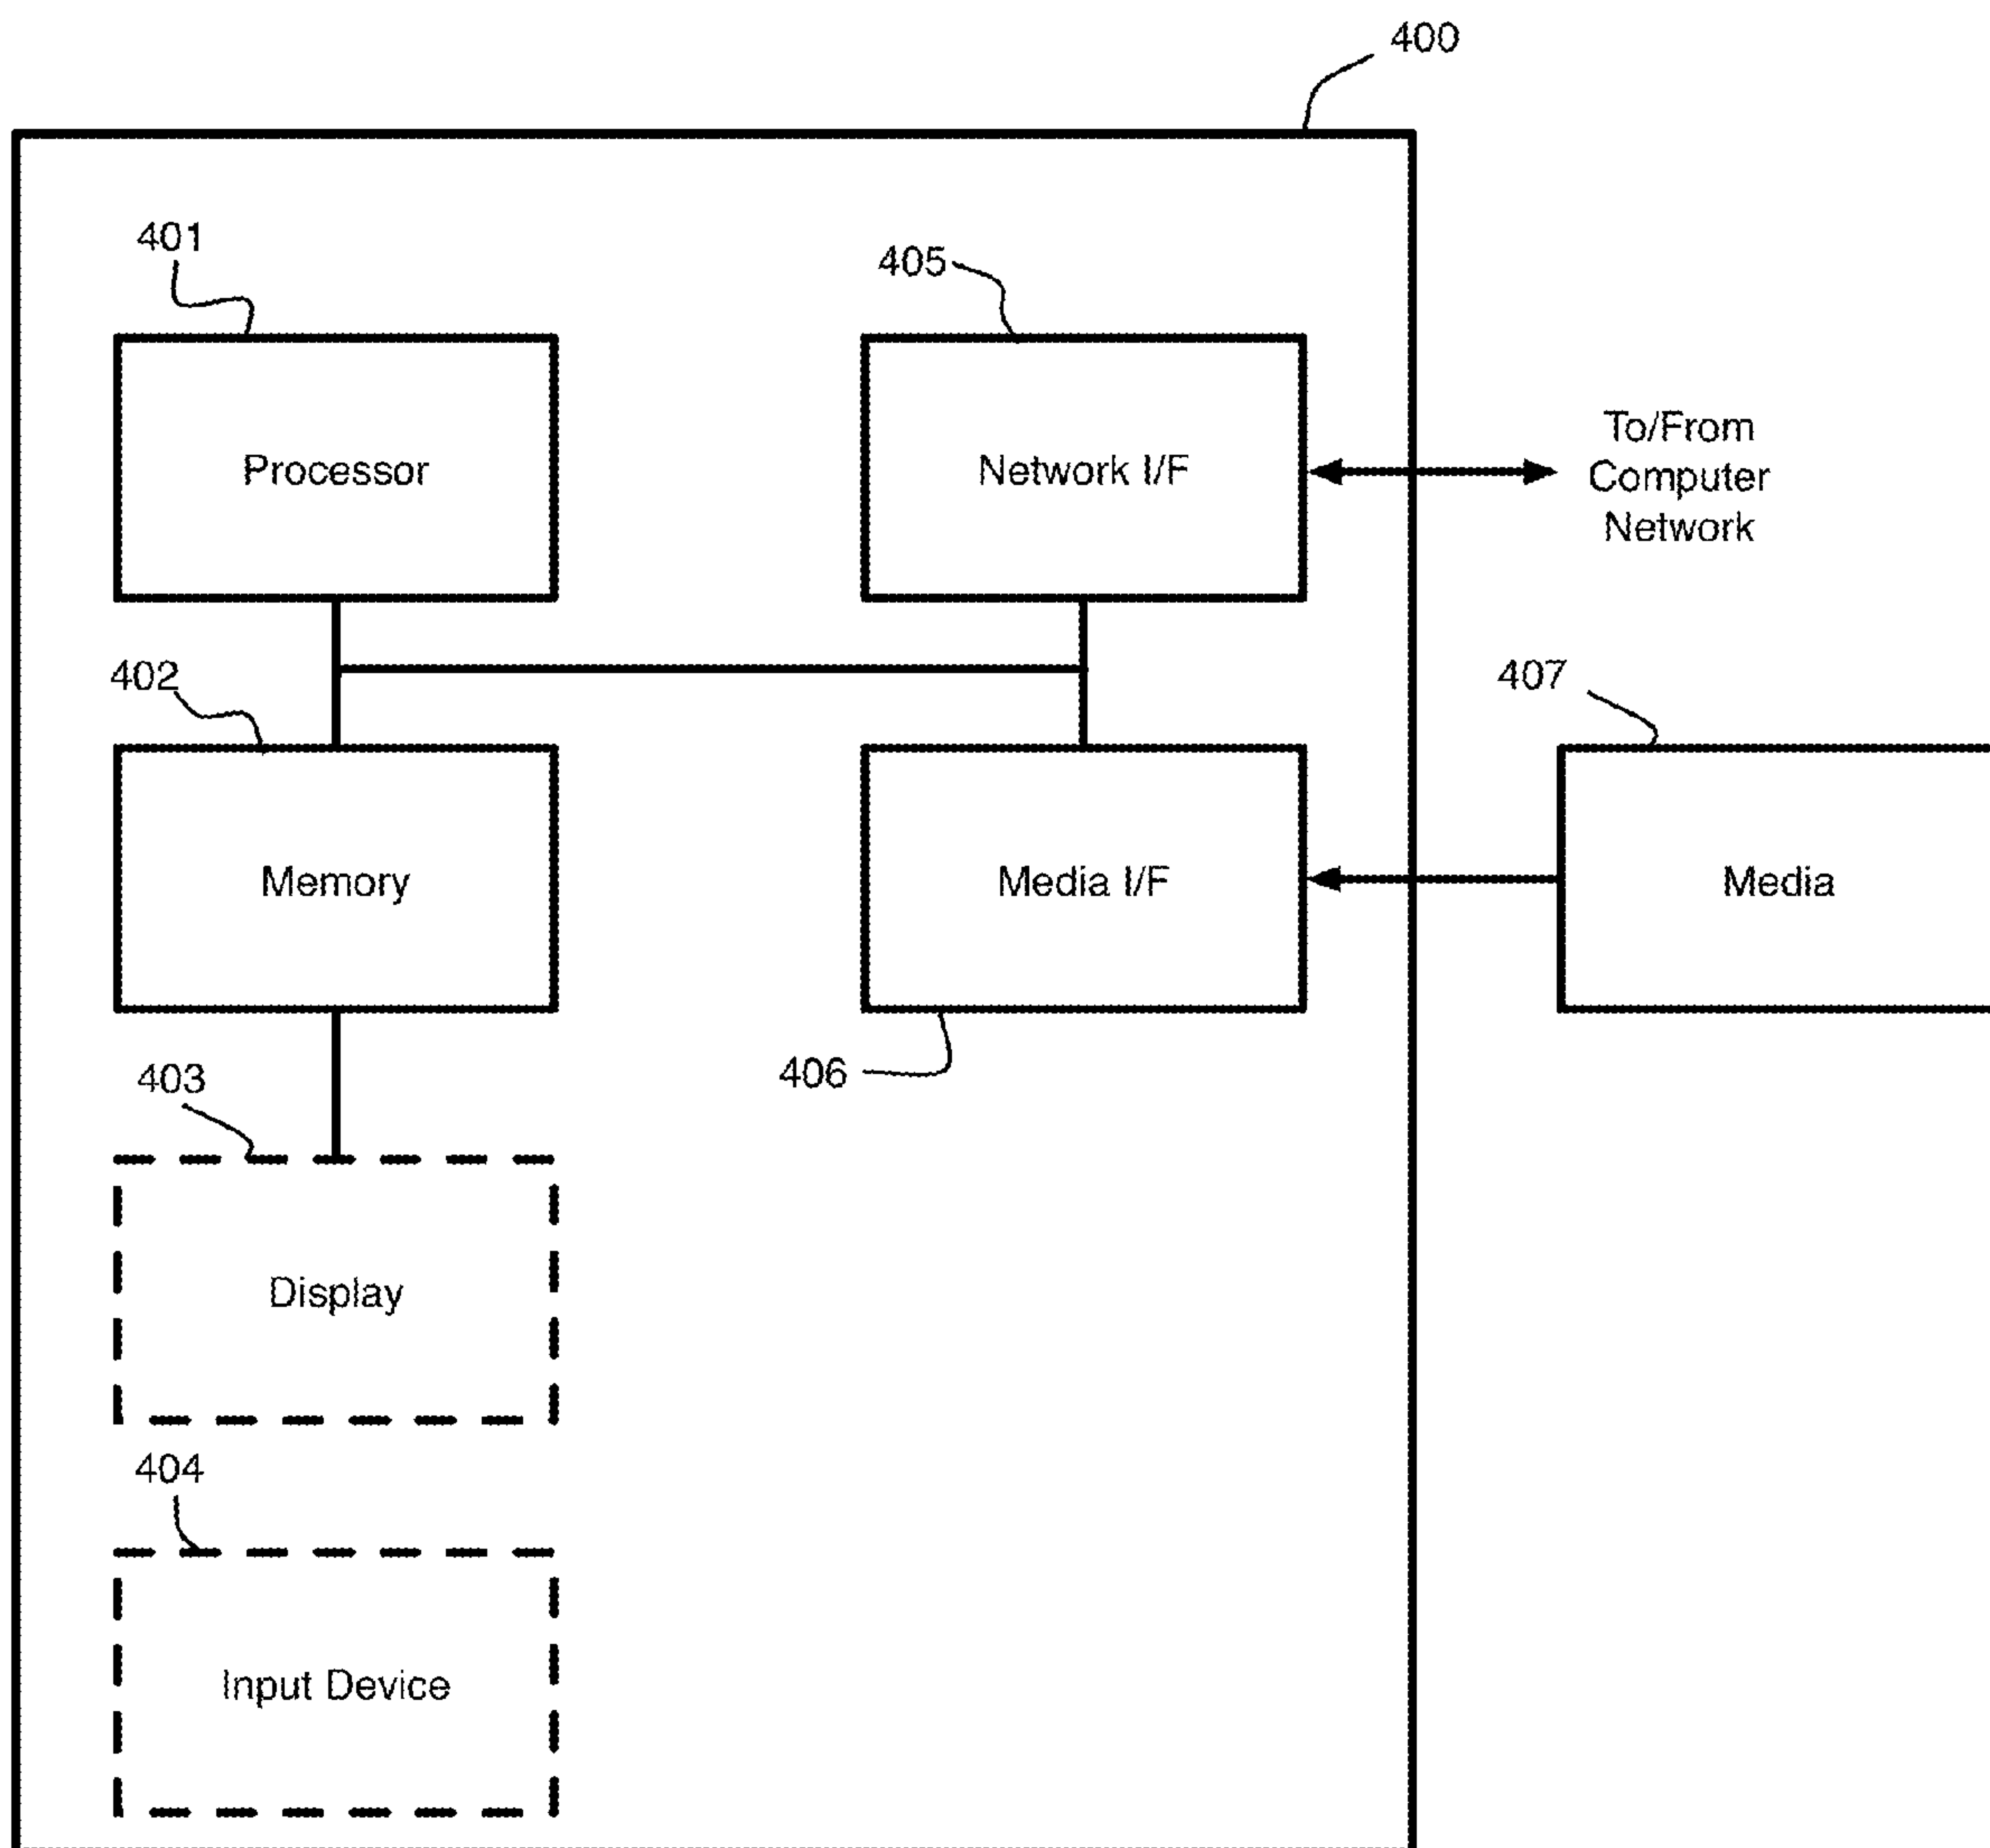 400
401
405
Processor
Network I/F
To/From
Computer
Network
402
407
Memory
Media I/F
Media
403
406
Display
404
Input Device